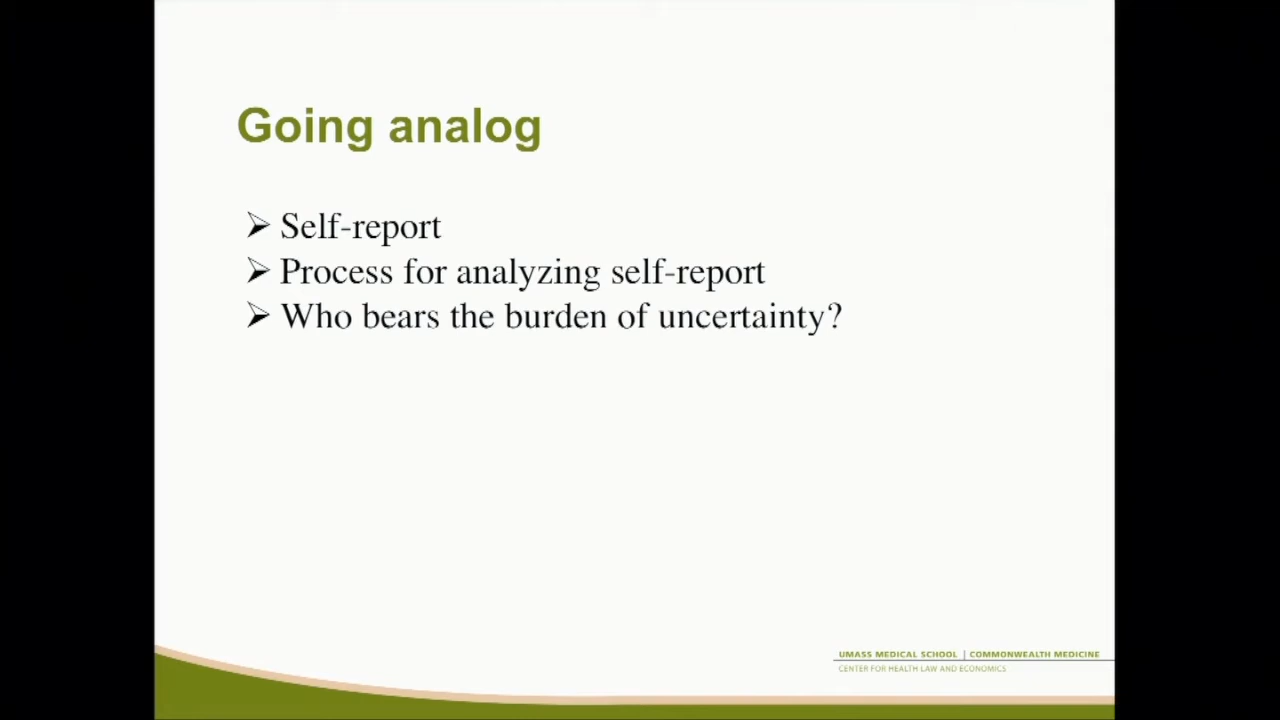 Going analog
➢ Self-report
➢ Process for analyzing self-report
➢ Who bears the burden of uncertainty?
UMASS MEDICAL SCHOOL | COMMONWEALTH MEDICINE
CENTER FOR HEALTH LAW AND ECONOMICS